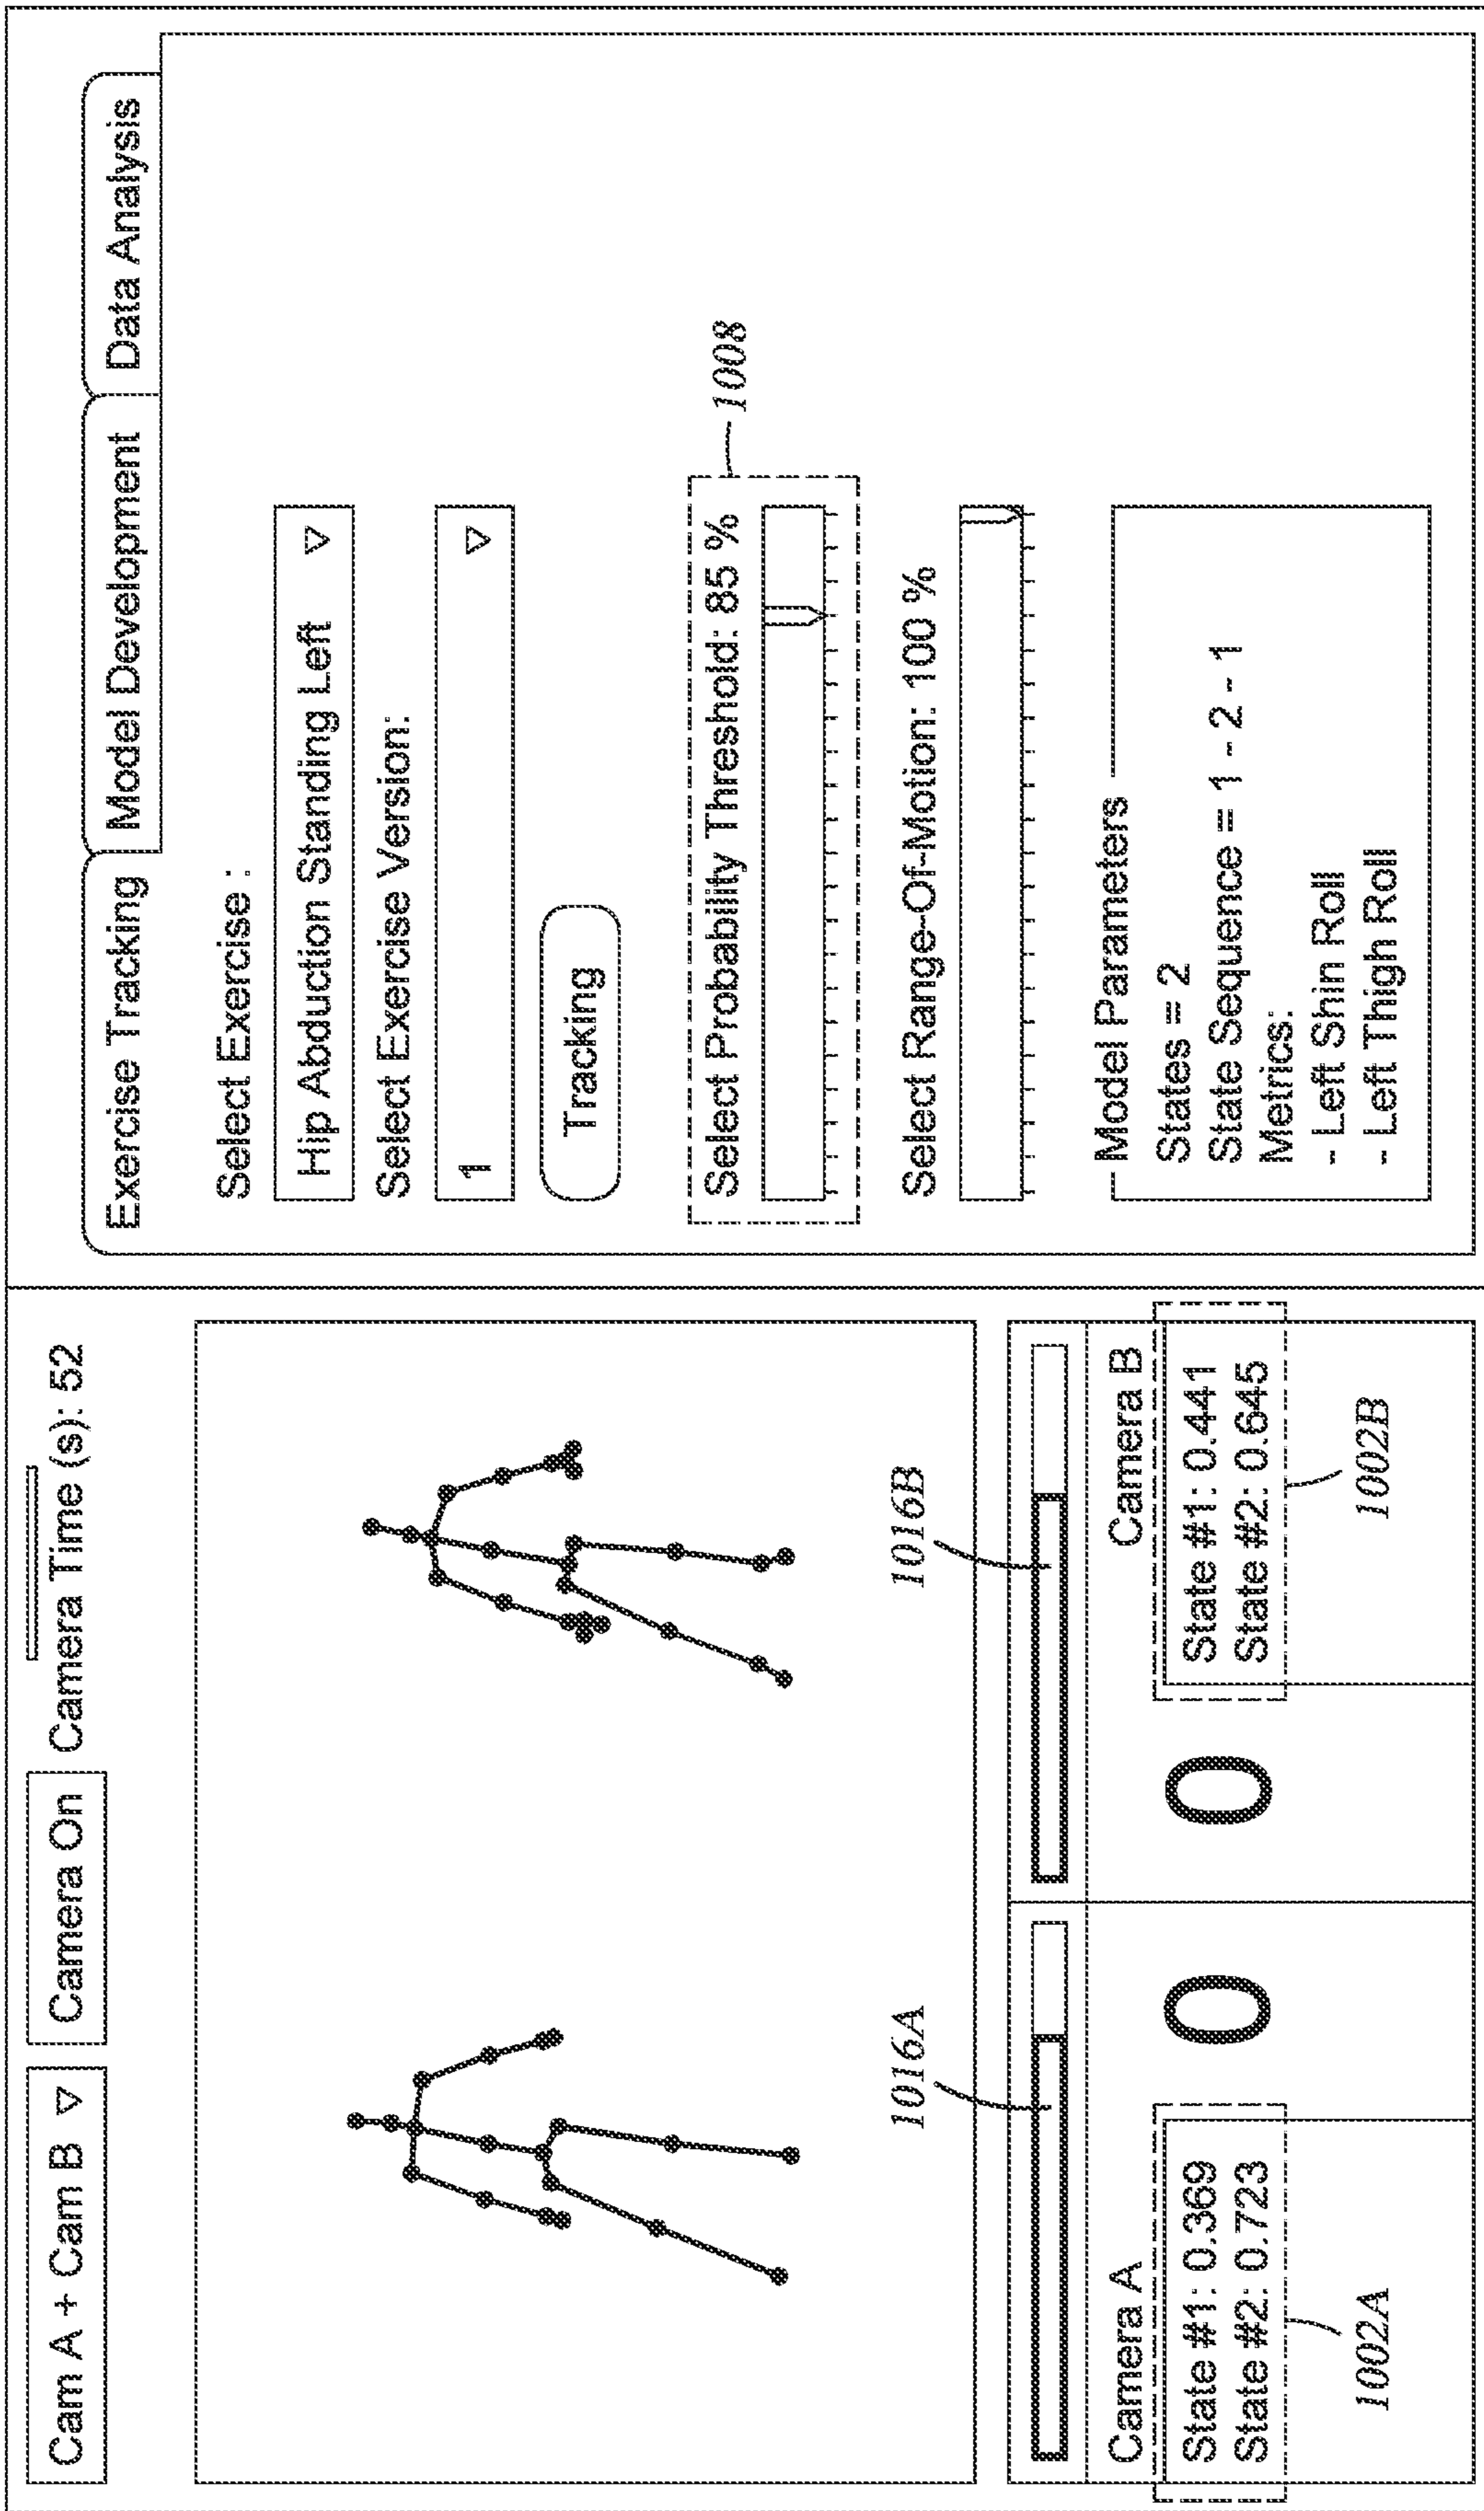 Cam A + Cam B ▽
Camera On
Camera Time (s): 52
1016A
1016B
Camera A
State #1: 0.369
State #2: 0.723
0
1002A
0
Camera B
State #1: 0.441
State #2: 0.645
1002B
Exercise Tracking
Model Development
Data Analysis
Select Exercise :
Hip Abduction Standing Left ▽
Select Exercise Version:
1 ▽
Tracking
Select Probability Threshold: 85 %
1008
Select Range-Of-Motion: 100 %
Model Parameters
States = 2
State Sequence = 1 - 2 - 1
Metrics:
- Left Shin Roll
- Left Thigh Roll